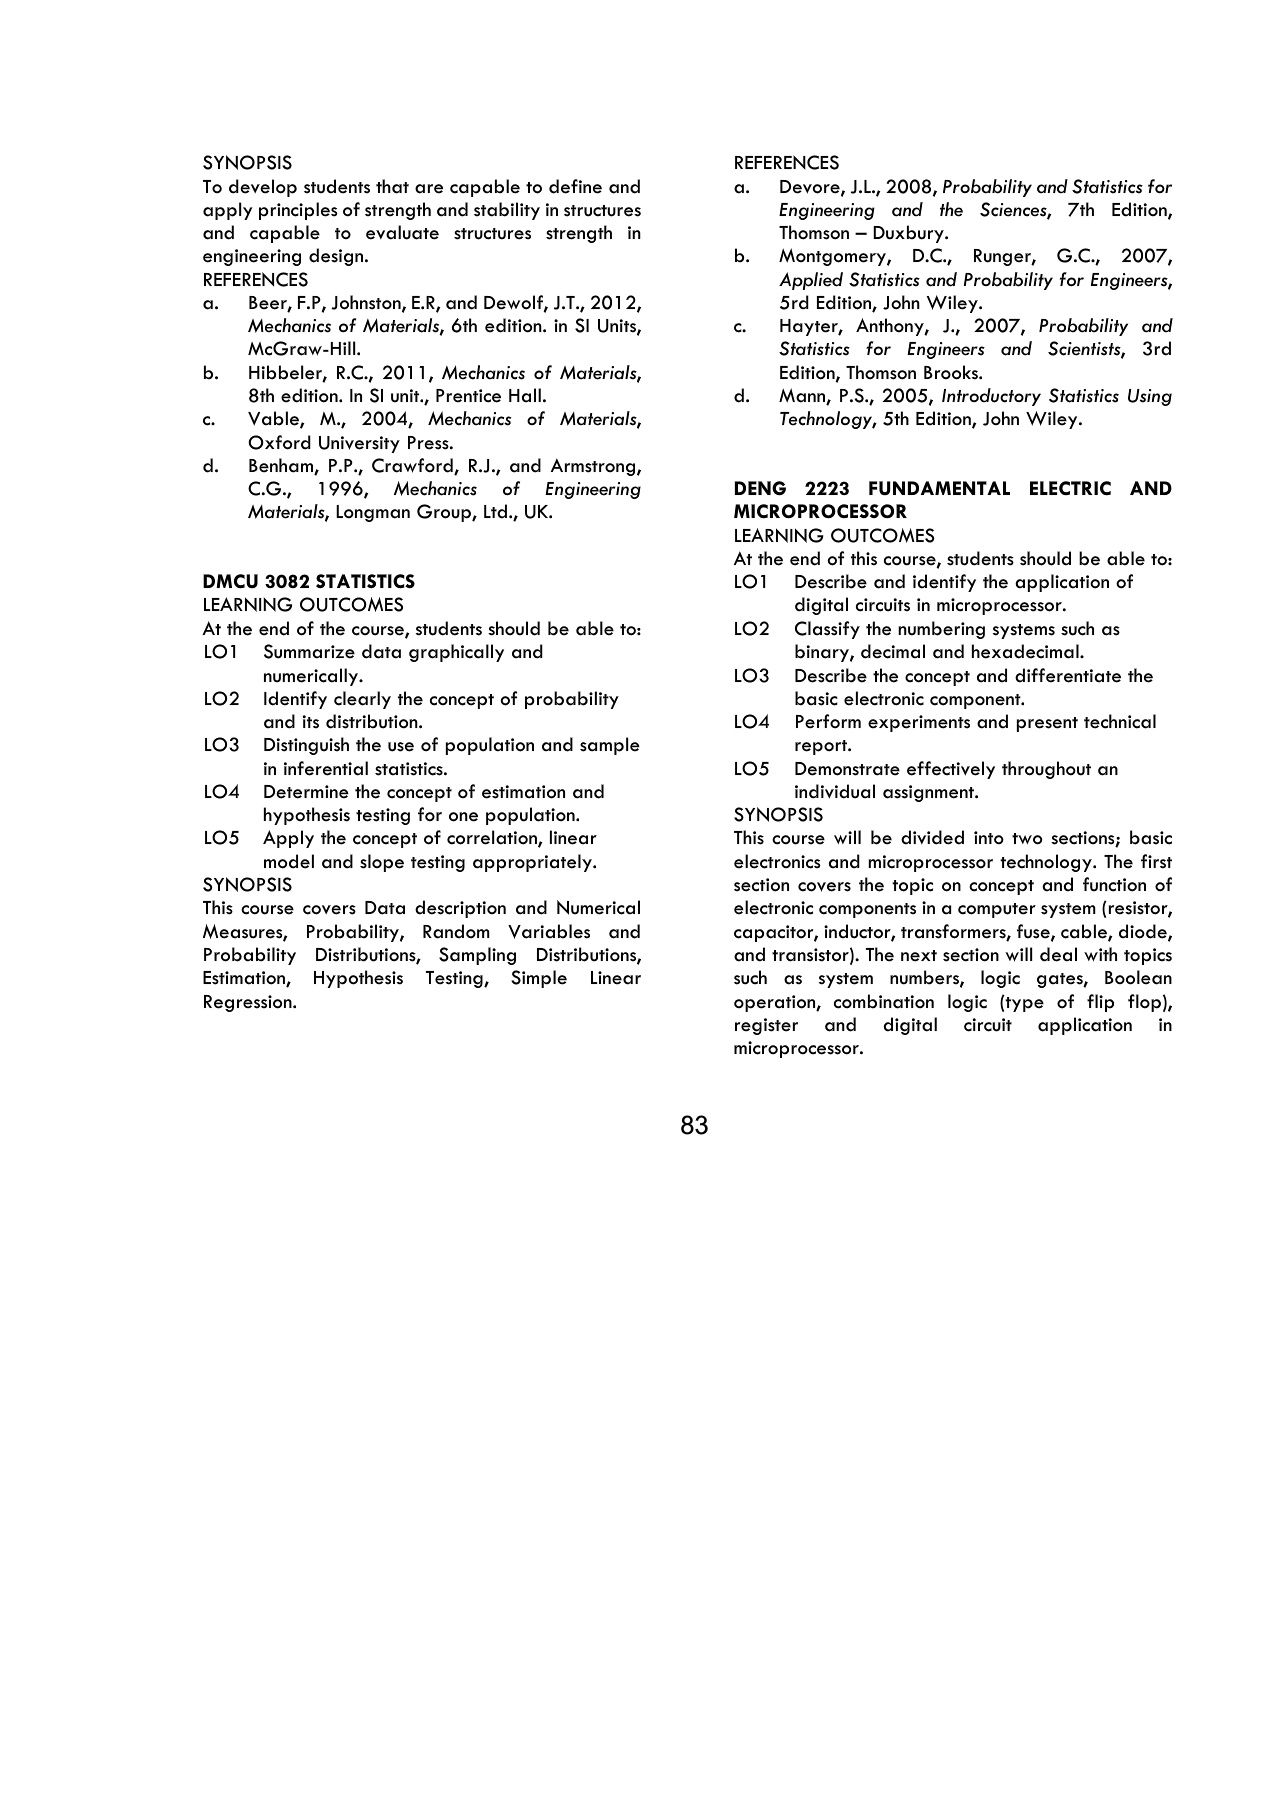 SYNOPSIS
To develop students that are capable to define and
apply principles of strength and stability in structures
and capable to evaluate structures strength in
engineering design.
REFERENCES
a. Beer, F.P, Johnston, E.R, and Dewolf, J.T., 2012,
Mechanics of Materials, 6th edition. in SI Units,
McGraw-Hill.
b. Hibbeler, R.C., 2011, Mechanics of Materials,
8th edition. In SI unit., Prentice Hall.
c. Vable, M., 2004, Mechanics of Materials,
Oxford University Press.
d. Benham, P.P., Crawford, R.J., and Armstrong,
C.G., 1996, Mechanics of Engineering
Materials, Longman Group, Ltd., UK.
DMCU 3082 STATISTICS
LEARNING OUTCOMES
At the end of the course, students should be able to:
LO1 Summarize data graphically and
numerically.
LO2 Identify clearly the concept of probability
and its distribution.
LO3 Distinguish the use of population and sample
in inferential statistics.
LO4 Determine the concept of estimation and
hypothesis testing for one population.
LO5 Apply the concept of correlation, linear
model and slope testing appropriately.
SYNOPSIS
This course covers Data description and Numerical
Measures, Probability, Random Variables and
Probability Distributions, Sampling Distributions,
Estimation, Hypothesis Testing, Simple Linear
Regression.
REFERENCES
a. Devore, J.L., 2008, Probability and Statistics for
Engineering and the Sciences, 7th Edition,
Thomson – Duxbury.
b. Montgomery, D.C., Runger, G.C., 2007,
Applied Statistics and Probability for Engineers,
5rd Edition, John Wiley.
c. Hayter, Anthony, J., 2007, Probability and
Statistics for Engineers and Scientists, 3rd
Edition, Thomson Brooks.
d. Mann, P.S., 2005, Introductory Statistics Using
Technology, 5th Edition, John Wiley.
DENG 2223 FUNDAMENTAL ELECTRIC AND
MICROPROCESSOR
LEARNING OUTCOMES
At the end of this course, students should be able to:
LO1 Describe and identify the application of
digital circuits in microprocessor.
LO2 Classify the numbering systems such as
binary, decimal and hexadecimal.
LO3 Describe the concept and differentiate the
basic electronic component.
LO4 Perform experiments and present technical
report.
LO5 Demonstrate effectively throughout an
individual assignment.
SYNOPSIS
This course will be divided into two sections; basic
electronics and microprocessor technology. The first
section covers the topic on concept and function of
electronic components in a computer system (resistor,
capacitor, inductor, transformers, fuse, cable, diode,
and transistor). The next section will deal with topics
such as system numbers, logic gates, Boolean
operation, combination logic (type of flip flop),
register and digital circuit application in
microprocessor.
83